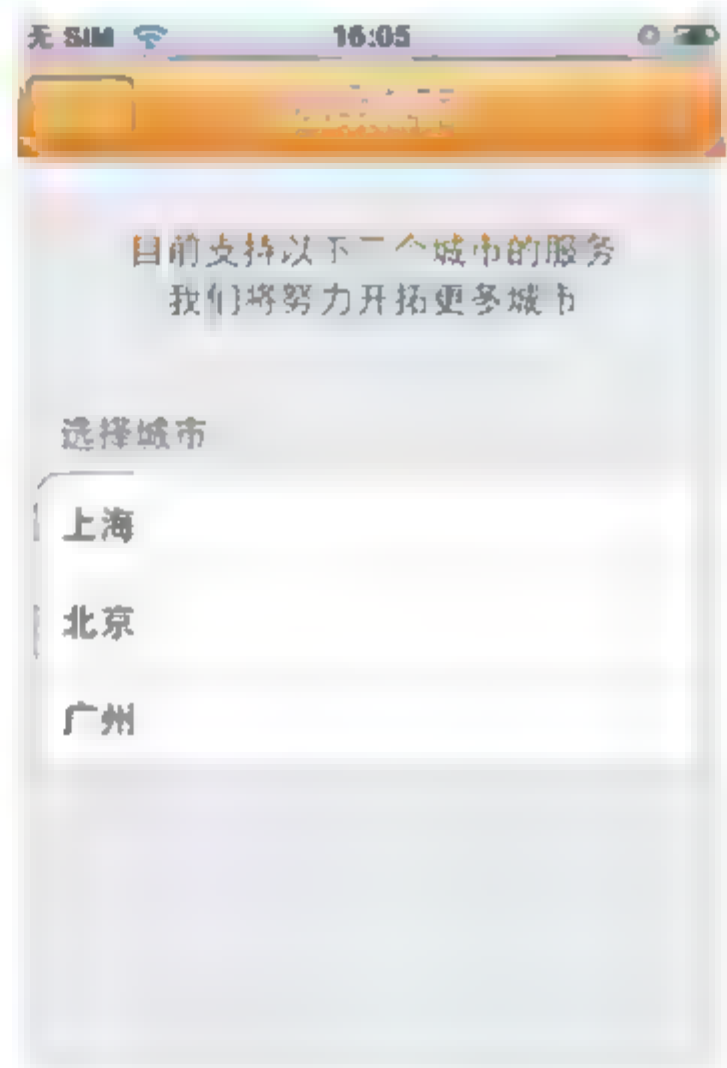 无 SIM 16:05
目前支持以下三个城市的服务
我们将努力开拓更多城市
选择城市
上海
北京
广州